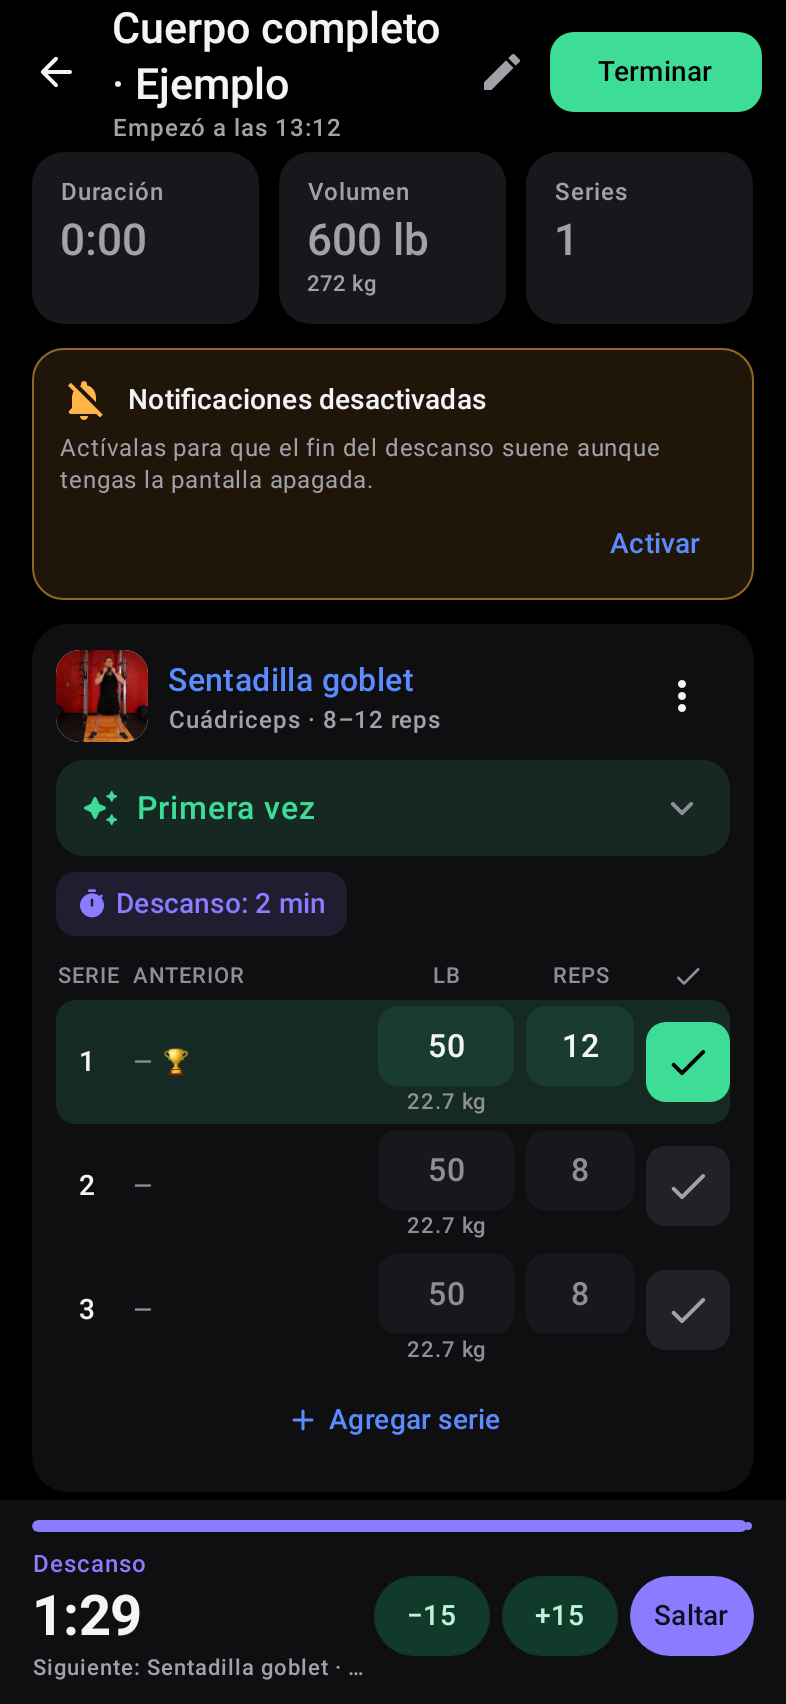 Cuerpo completo
· Ejemplo
Empezó a las 13:12
Terminar
Duración
0:00
Volumen
600 lb
272 kg
Series
1
Notificaciones desactivadas
Actívalas para que el fin del descanso suene aunque
tengas la pantalla apagada.
Activar
Sentadilla goblet
Cuádriceps · 8–12 reps
Primera vez
Descanso: 2 min
SERIE ANTERIOR LB REPS
1 – 50 12
22.7 kg
2 – 50 8
22.7 kg
3 – 50 8
22.7 kg
+ Agregar serie
Descanso
1:29
Siguiente: Sentadilla goblet · …
−15
+15
Saltar